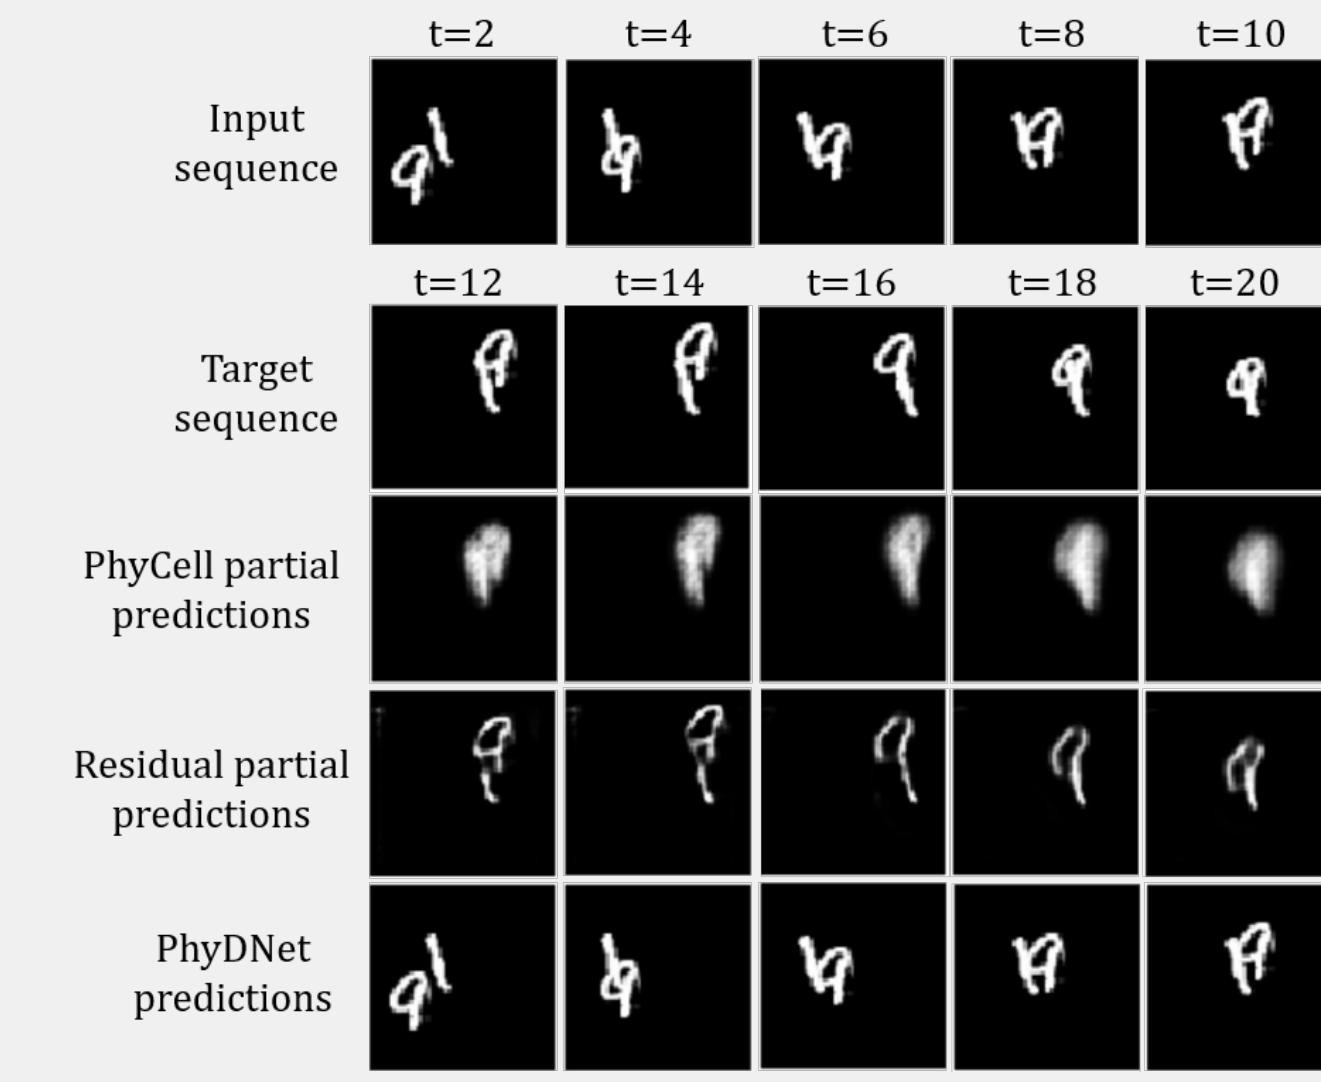 t=2 t=4 t=6 t=8 t=10
Input
sequence
t=12 t=14 t=16 t=18 t=20
Target
sequence
PhyCell partial
predictions
Residual partial
predictions
PhyDNet
predictions